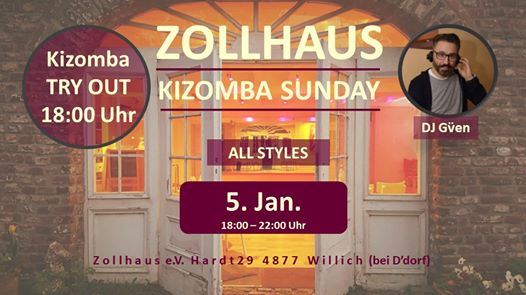 Kizomba
TRY OUT
18:00 Uhr
ZOLLHAUS
KIZOMBA SUNDAY
DJ Gÿen
ALL STYLES
5. Jan.
18:00 – 22:00 Uhr
Zollhaus e.V. Hardt29 4877 Willich (bei D'dorf)